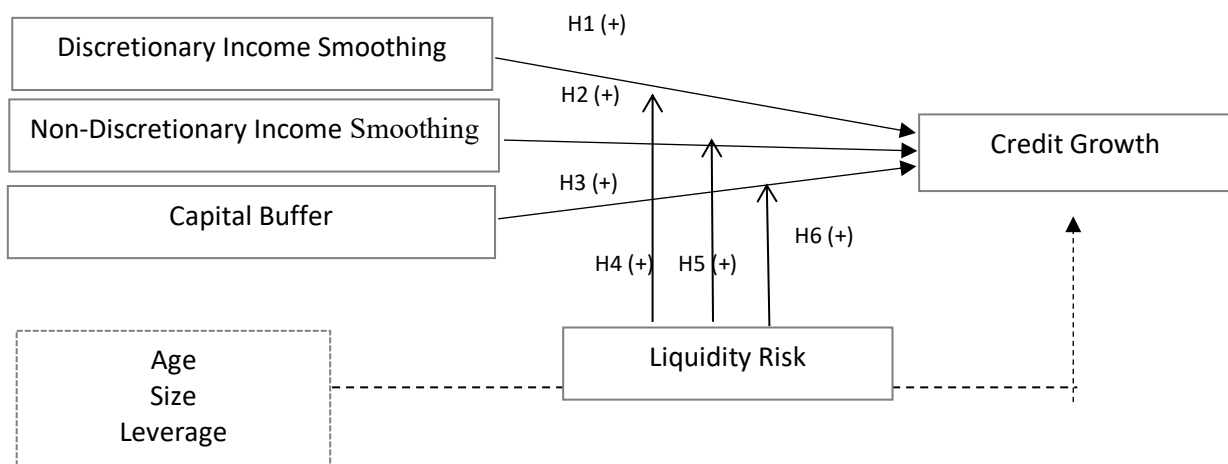 H1 (+)
Discretionary Income Smoothing
H2 (+)
Non-Discretionary Income Smoothing
Credit Growth
H3 (+)
Capital Buffer
H6 (+)
H4 (+)
H5 (+)
Liquidity Risk
Age
Size
Leverage